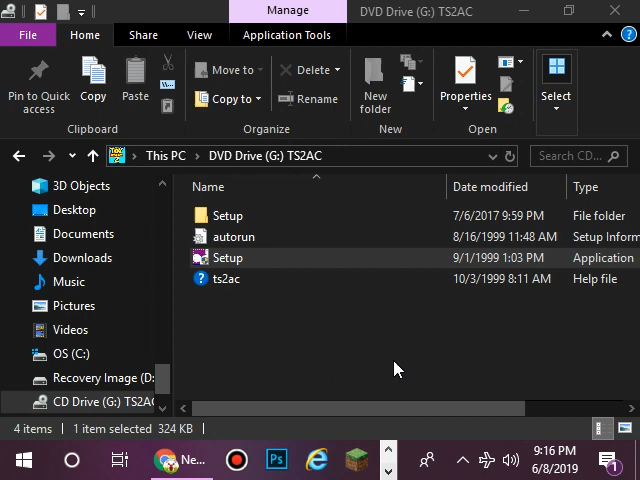 Manage
DVD Drive (G:) TS2AC
File
Home
Share
View
Application Tools
Pin to Quick access
Copy
Paste
Move to
Copy to
Delete
Rename
New folder
Properties
Select
Clipboard
Organize
New
Open
This PC
DVD Drive (G:) TS2AC
Search CD...
Name
Date modified
Type
3D Objects
Desktop
Documents
Downloads
Music
Pictures
Videos
OS (C:)
Recovery Image (D:
CD Drive (G:) TS2AC
Setup 7/6/2017 9:59 PM File folder
autorun 8/16/1999 11:48 AM Setup Inform
Setup 9/1/1999 1:03 PM Application
ts2ac 10/3/1999 8:11 AM Help file
4 items
1 item selected 324 KB
Ne...
Ps
9:16 PM
6/8/2019
1